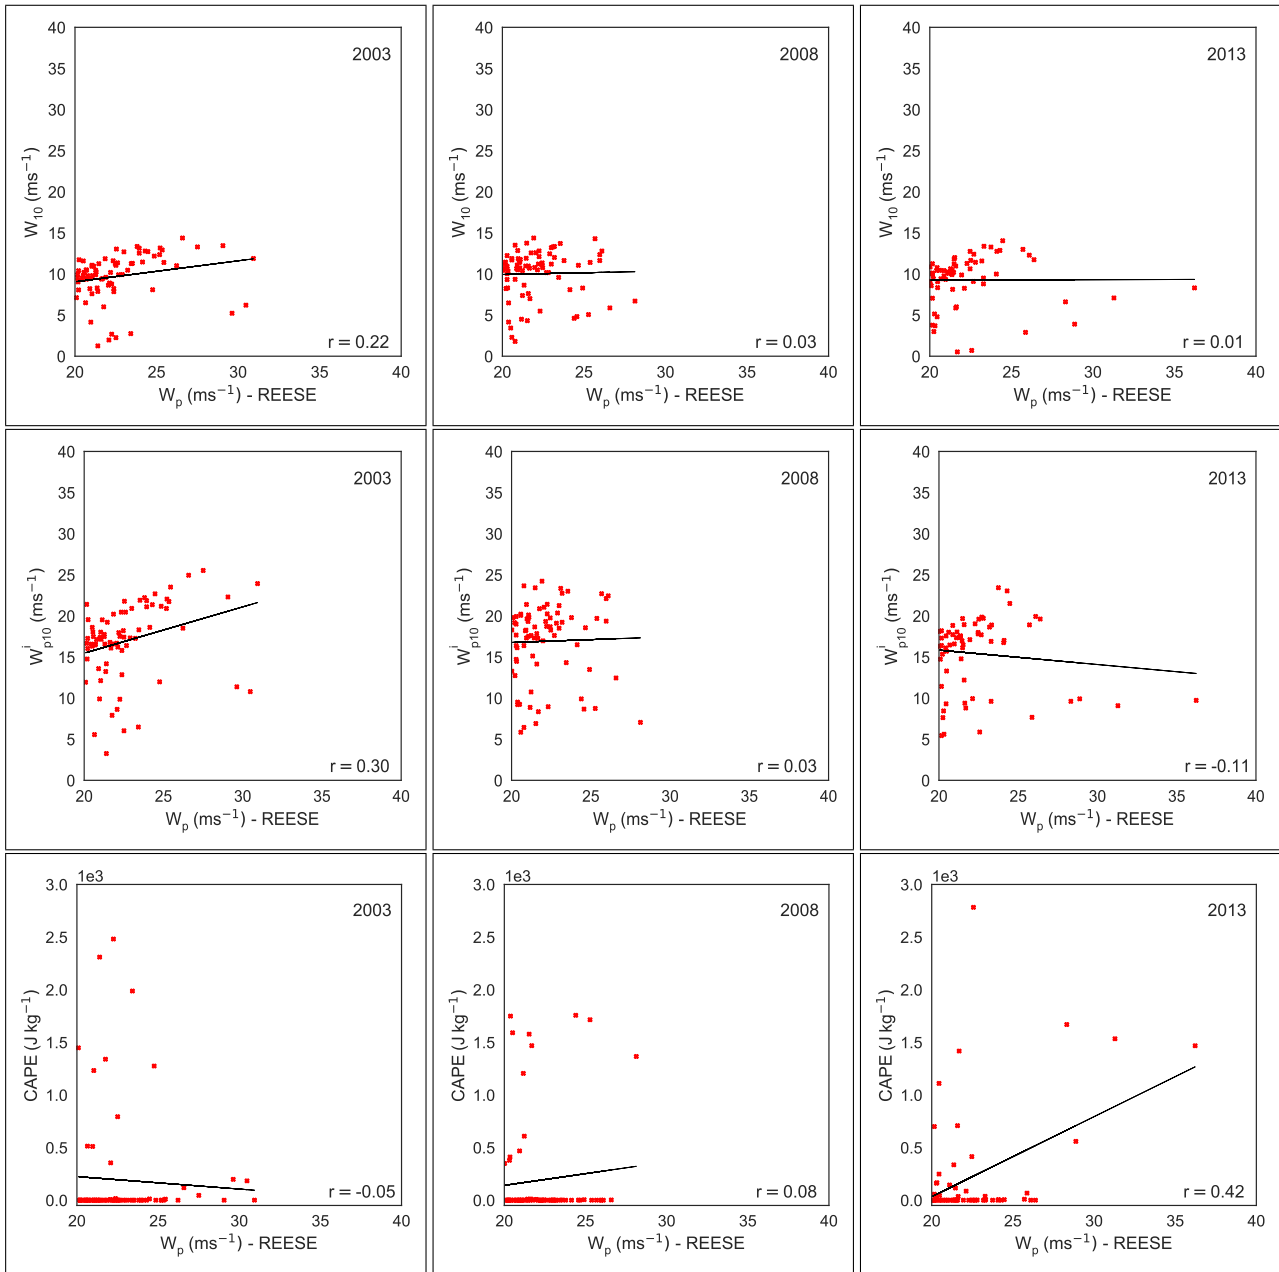 2003
40
35
30
25
20
15
10
5
0
W₁₀ (ms⁻¹)
r = 0.22
20 25 30 35 40
Wₚ (ms⁻¹) - REESE
2008
40
35
30
25
20
15
10
5
0
W₁₀ (ms⁻¹)
r = 0.03
20 25 30 35 40
Wₚ (ms⁻¹) - REESE
2013
40
35
30
25
20
15
10
5
0
W₁₀ (ms⁻¹)
r = 0.01
20 25 30 35 40
Wₚ (ms⁻¹) - REESE
2003
40
35
30
25
20
15
10
5
0
Wⁱₚ₁₀ (ms⁻¹)
r = 0.30
20 25 30 35 40
Wₚ (ms⁻¹) - REESE
2008
40
35
30
25
20
15
10
5
0
Wⁱₚ₁₀ (ms⁻¹)
r = 0.03
20 25 30 35 40
Wₚ (ms⁻¹) - REESE
2013
40
35
30
25
20
15
10
5
0
Wⁱₚ₁₀ (ms⁻¹)
r = -0.11
20 25 30 35 40
Wₚ (ms⁻¹) - REESE
1e3
2003
3.0
2.5
2.0
1.5
1.0
0.5
0.0
CAPE (J kg⁻¹)
r = -0.05
20 25 30 35 40
Wₚ (ms⁻¹) - REESE
1e3
2008
3.0
2.5
2.0
1.5
1.0
0.5
0.0
CAPE (J kg⁻¹)
r = 0.08
20 25 30 35 40
Wₚ (ms⁻¹) - REESE
1e3
2013
3.0
2.5
2.0
1.5
1.0
0.5
0.0
CAPE (J kg⁻¹)
r = 0.42
20 25 30 35 40
Wₚ (ms⁻¹) - REESE